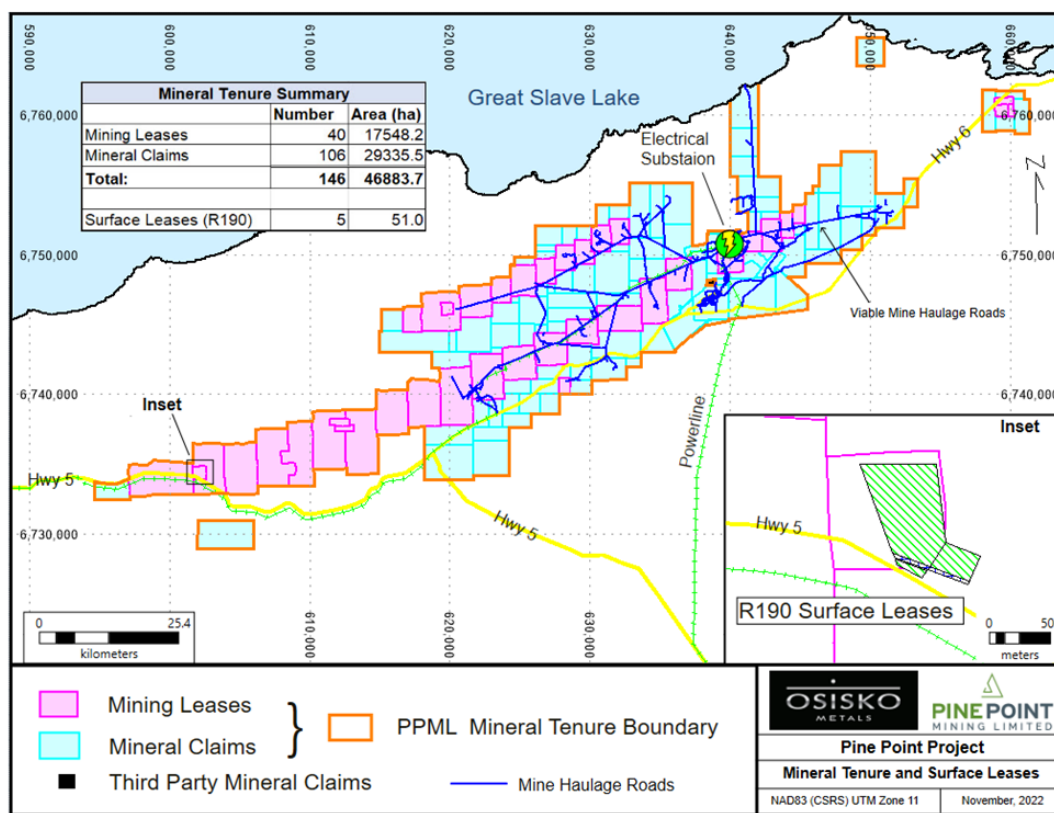 590,000
600,000
610,000
620,000
630,000
640,000
650,000
660,000
Mineral Tenure Summary
Number Area (ha)
Mining Leases 40 17548.2
Mineral Claims 106 29335.5
Total: 146 46883.7
Surface Leases (R190) 5 51.0
Great Slave Lake
6,760,000
6,760,000
Hwy 6
Electrical
Substaion
N
6,750,000
6,750,000
Viable Mine Haulage Roads
6,740,000
6,740,000
Inset
Powerline
Hwy 5
Hwy 5
6,730,000
610,000
620,000
630,000
0 25.4
kilometers
Inset
Hwy 5
R190 Surface Leases
0 50
meters
Mining Leases
Mineral Claims
PPML Mineral Tenure Boundary
Third Party Mineral Claims
Mine Haulage Roads
OSISKO
METALS
PINE POINT
MINING LIMITED
Pine Point Project
Mineral Tenure and Surface Leases
NAD83 (CSRS) UTM Zone 11 November, 2022